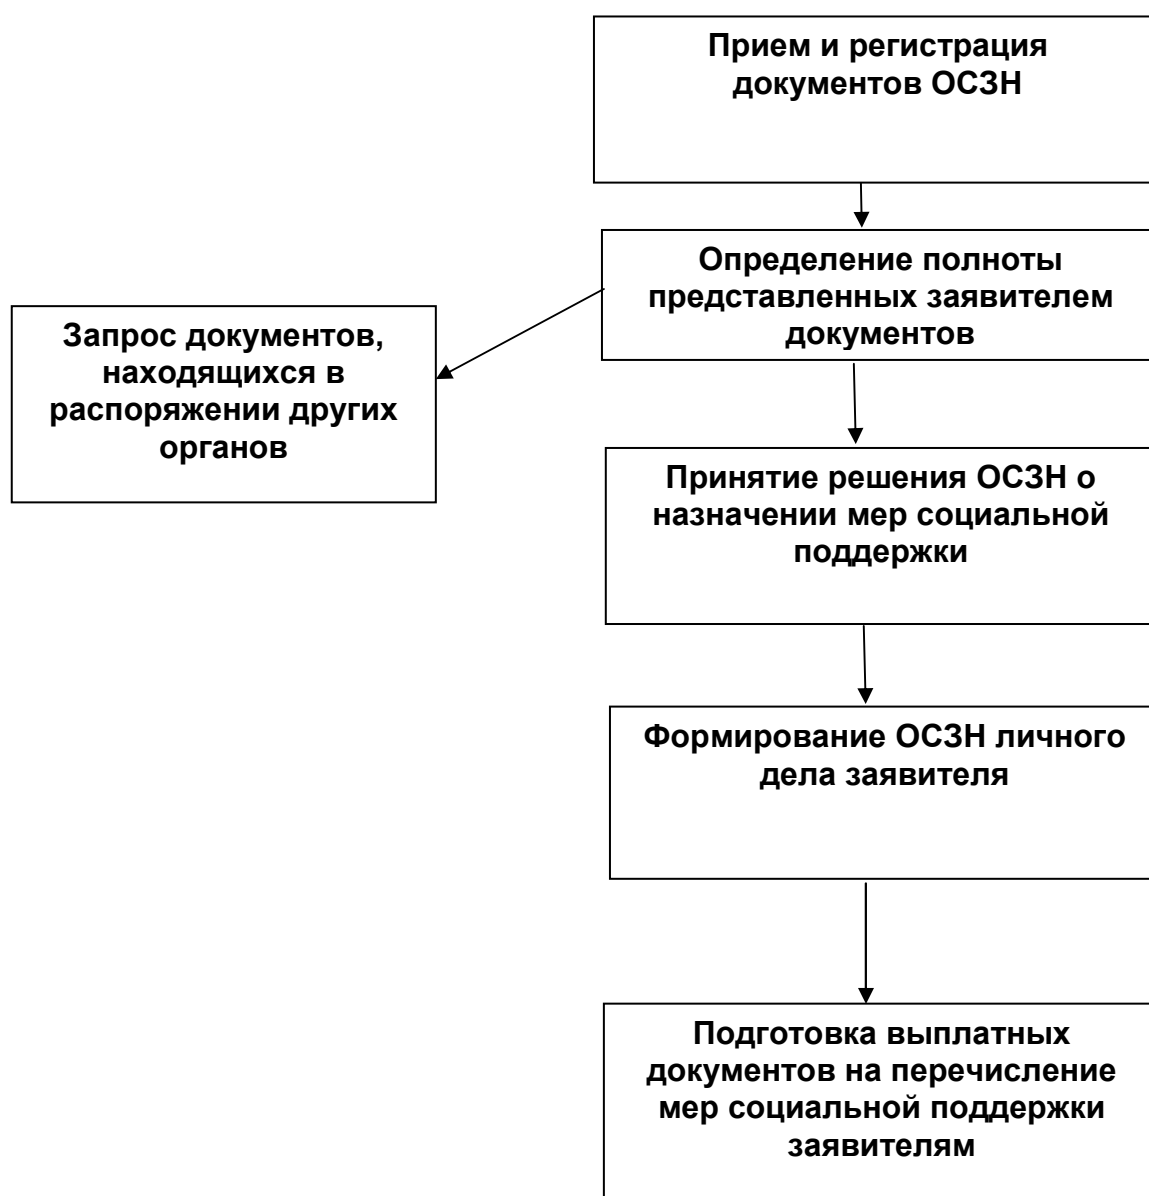 Прием и регистрация
документов ОСЗН
Определение полноты
представленных заявителем
документов
Запрос документов,
находящихся в
распоряжении других
органов
Принятие решения ОСЗН о
назначении мер социальной
поддержки
Формирование ОСЗН личного
дела заявителя
Подготовка выплатных
документов на перечисление
мер социальной поддержки
заявителям